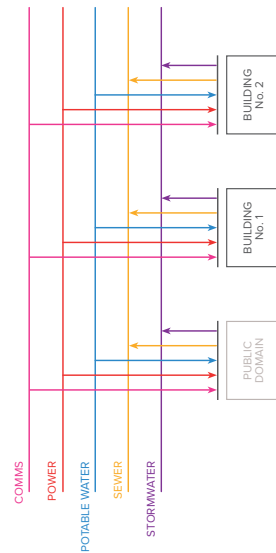 COMMS
POWER
POTABLE WATER
SEWER
STORMWATER
PUBLIC
DOMAIN
BUILDING
No. 1
BUILDING
No. 2